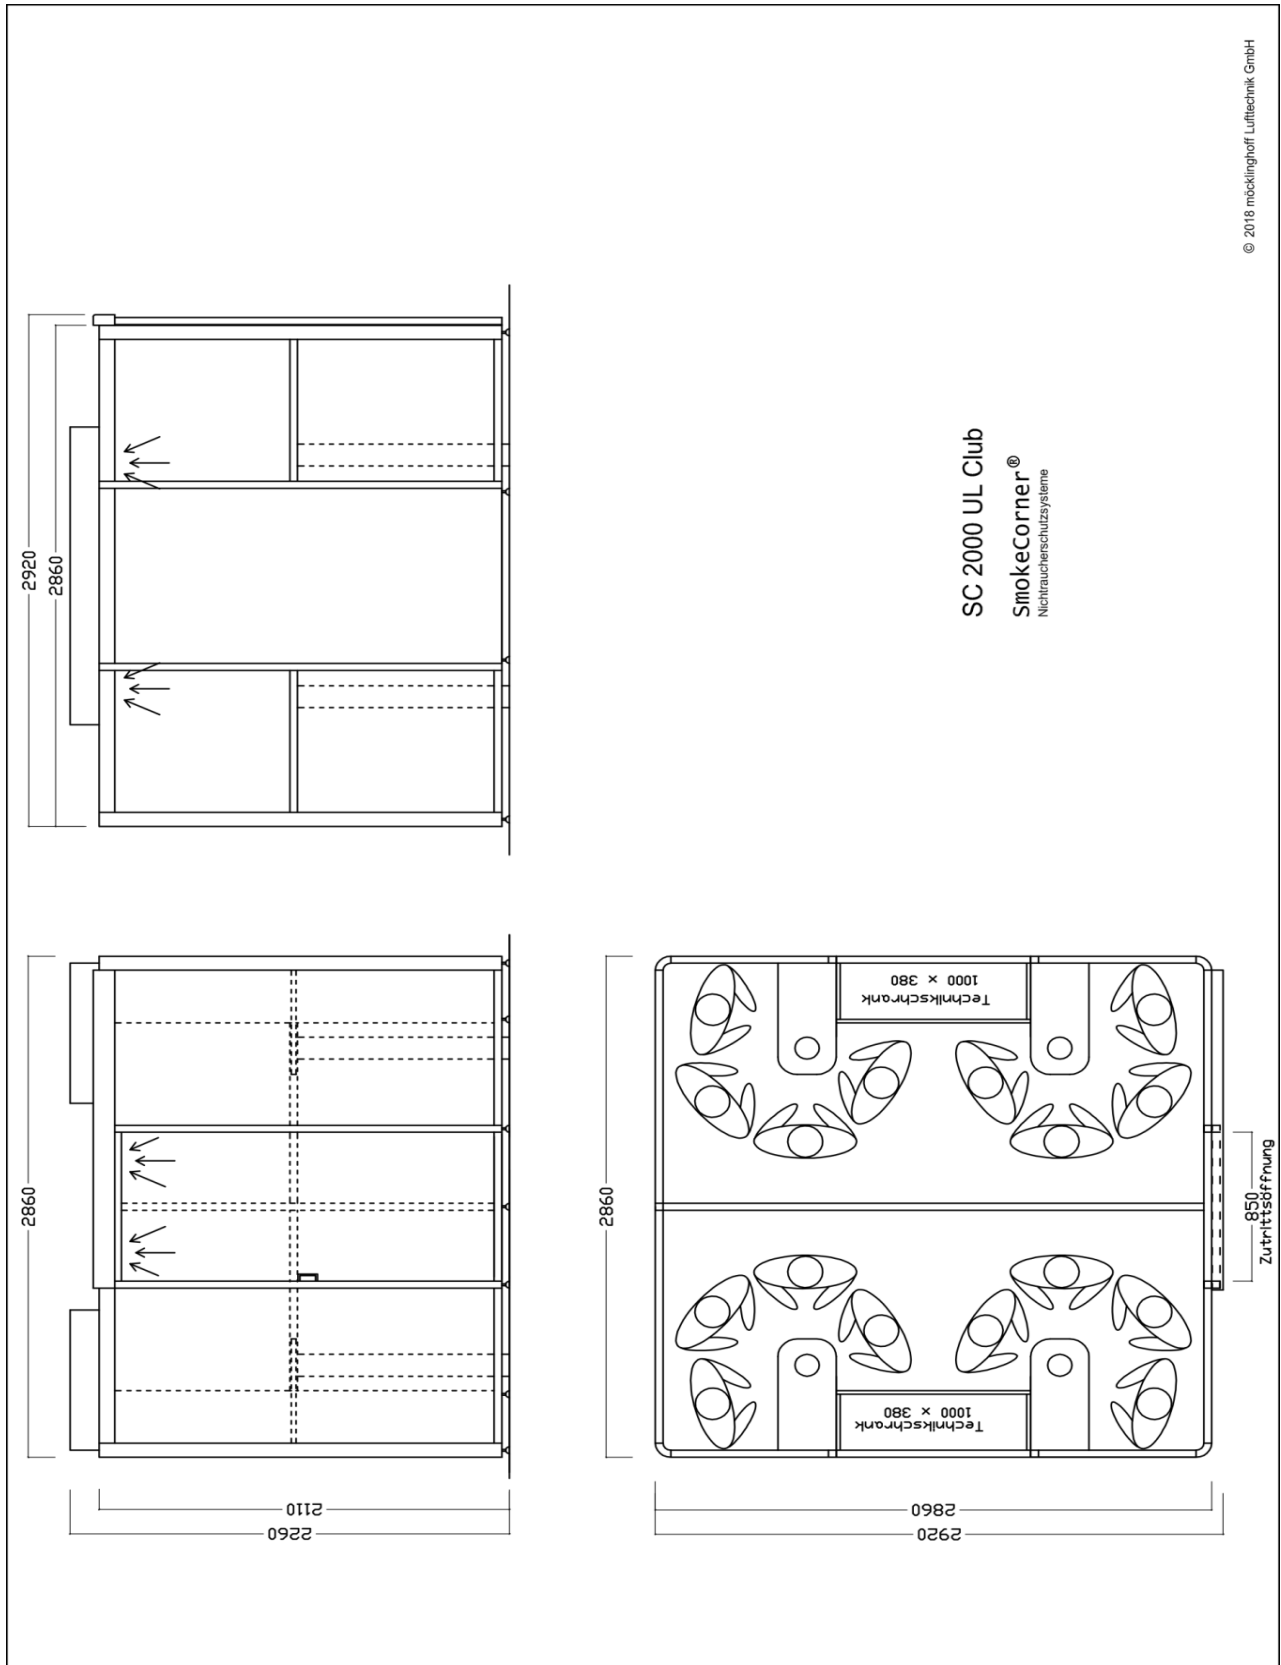 2860
2920
2860
2260
2110
2860
Technikschrank
1000 x 380
Technikschrank
1000 x 380
2860
2920
850
Zutrittsöffnung
SC 2000 UL Club
SmokeCorner®
Nichtraucherschutzsysteme
© 2018 möcklinghoff Lufttechnik GmbH